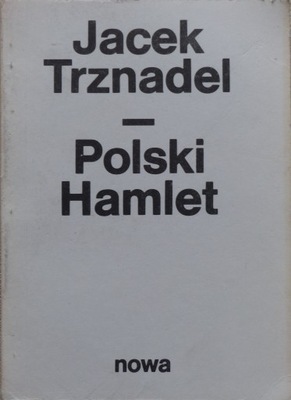 Jacek
Trznadel
—
Polski
Hamlet
nowa